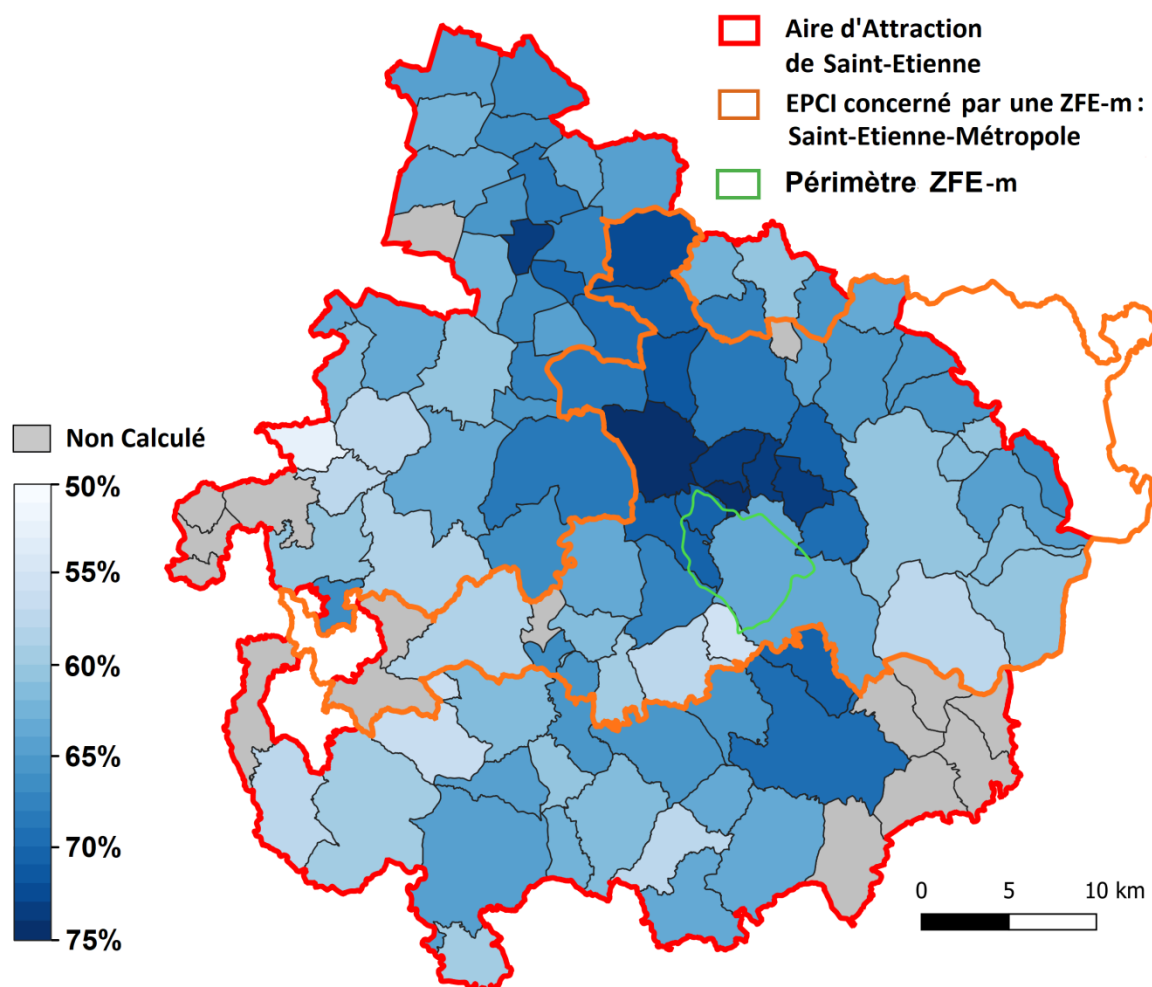 Aire d'Attraction
de Saint-Etienne
EPCI concerné par une ZFE-m :
Saint-Etienne-Métropole
Périmètre ZFE-m
Non Calculé
50%
55%
60%
65%
70%
75%
0 5 10 km